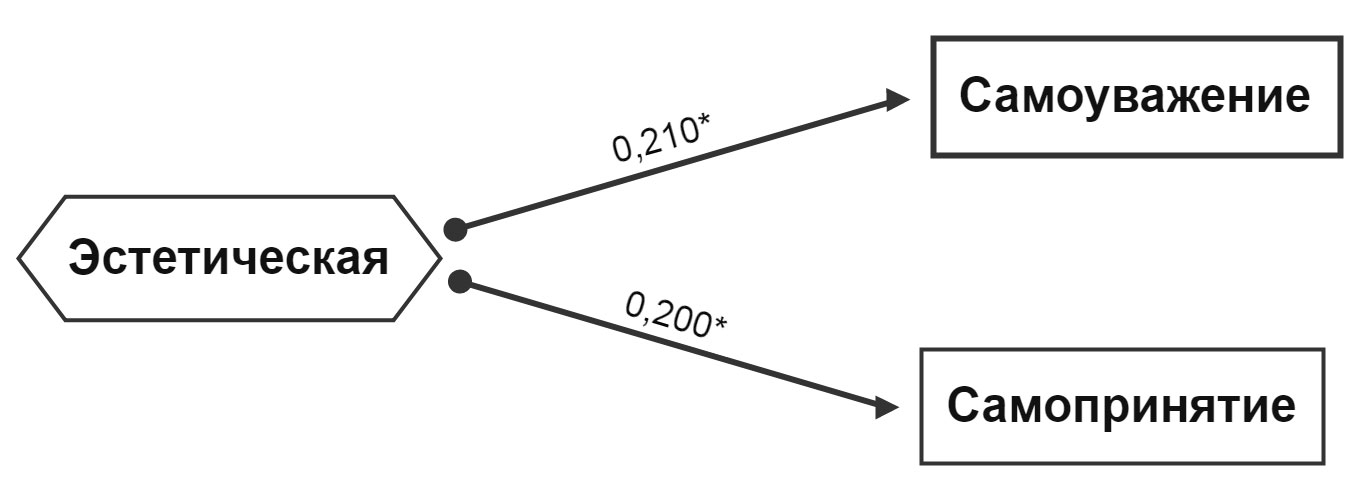 Самоуважение
0,210*
Эстетическая
0,200*
Самопринятие